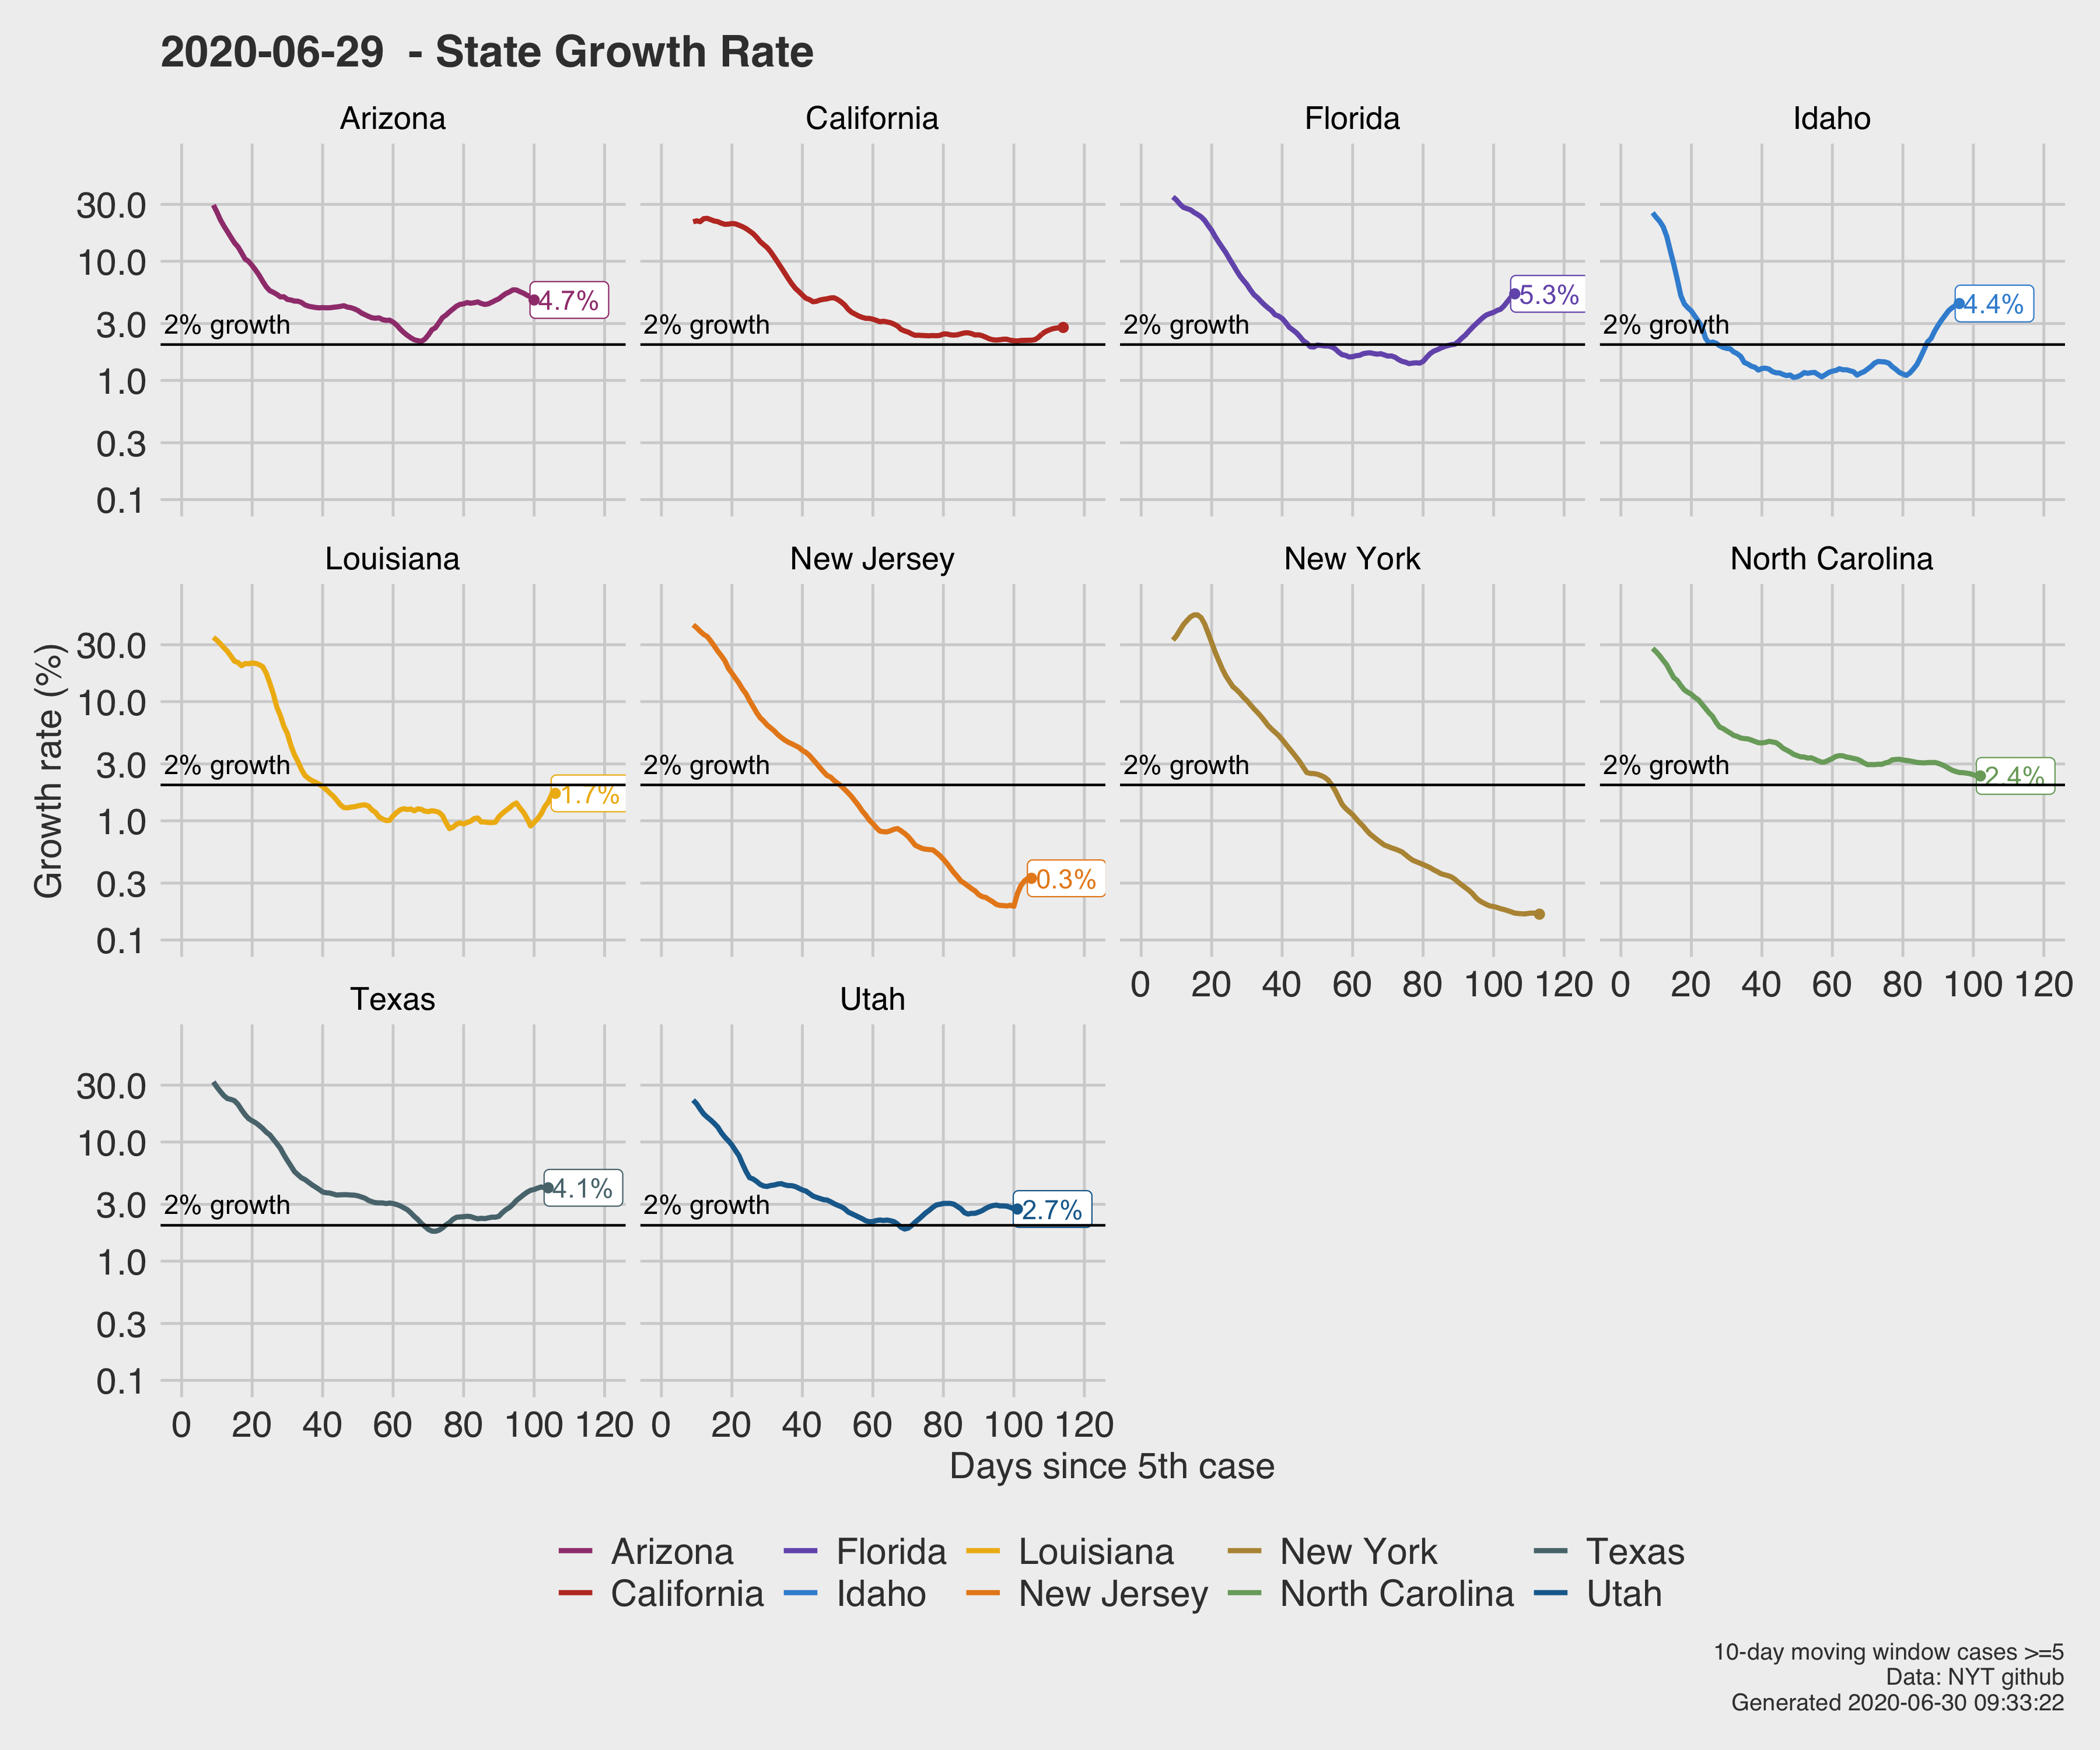 2020-06-29  - State Growth Rate
Arizona
California
Florida
Idaho
30.0
10.0
3.0
1.0
0.3
0.1
2% growth
4.7%
2% growth
2% growth
5.3%
2% growth
4.4%
Louisiana
New Jersey
New York
North Carolina
Growth rate (%)
30.0
10.0
3.0
1.0
0.3
0.1
2% growth
1.7%
2% growth
0.3%
2% growth
2% growth
2.4%
0 20 40 60 80 100 120
0 20 40 60 80 100 120
Texas
Utah
30.0
10.0
3.0
1.0
0.3
0.1
2% growth
4.1%
2% growth
2.7%
0 20 40 60 80 100 120
0 20 40 60 80 100 120
Days since 5th case
Arizona Florida Louisiana New York Texas
California Idaho New Jersey North Carolina Utah
10-day moving window cases >=5
Data: NYT github
Generated 2020-06-30 09:33:22